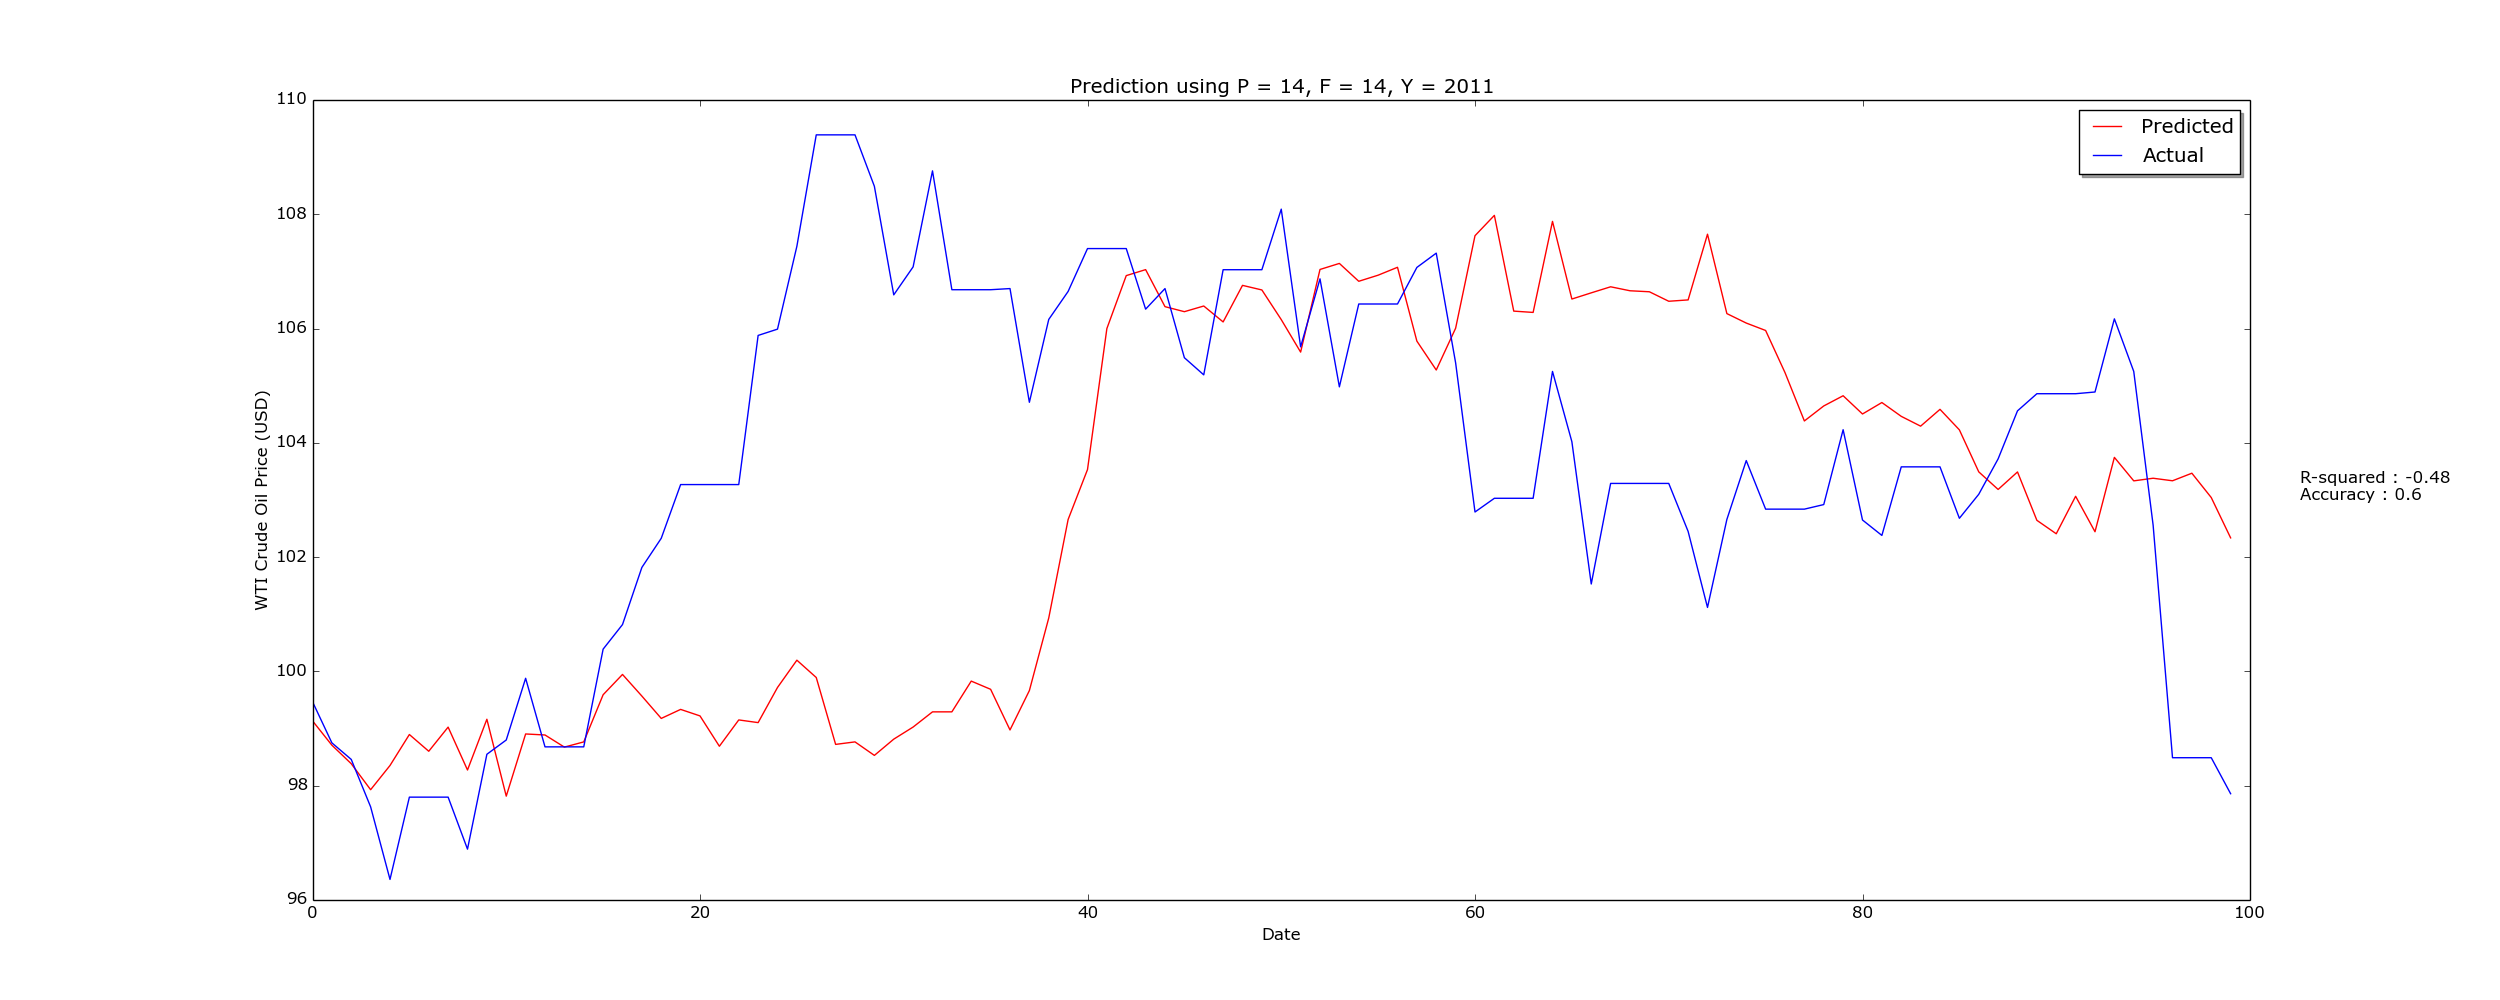 Prediction using P = 14, F = 14, Y = 2011
110
108
106
104
102
100
98
96
WTI Crude Oil Price (USD)
Predicted
Actual
R-squared : -0.48
Accuracy : 0.6
0 20 40 60 80 100
Date